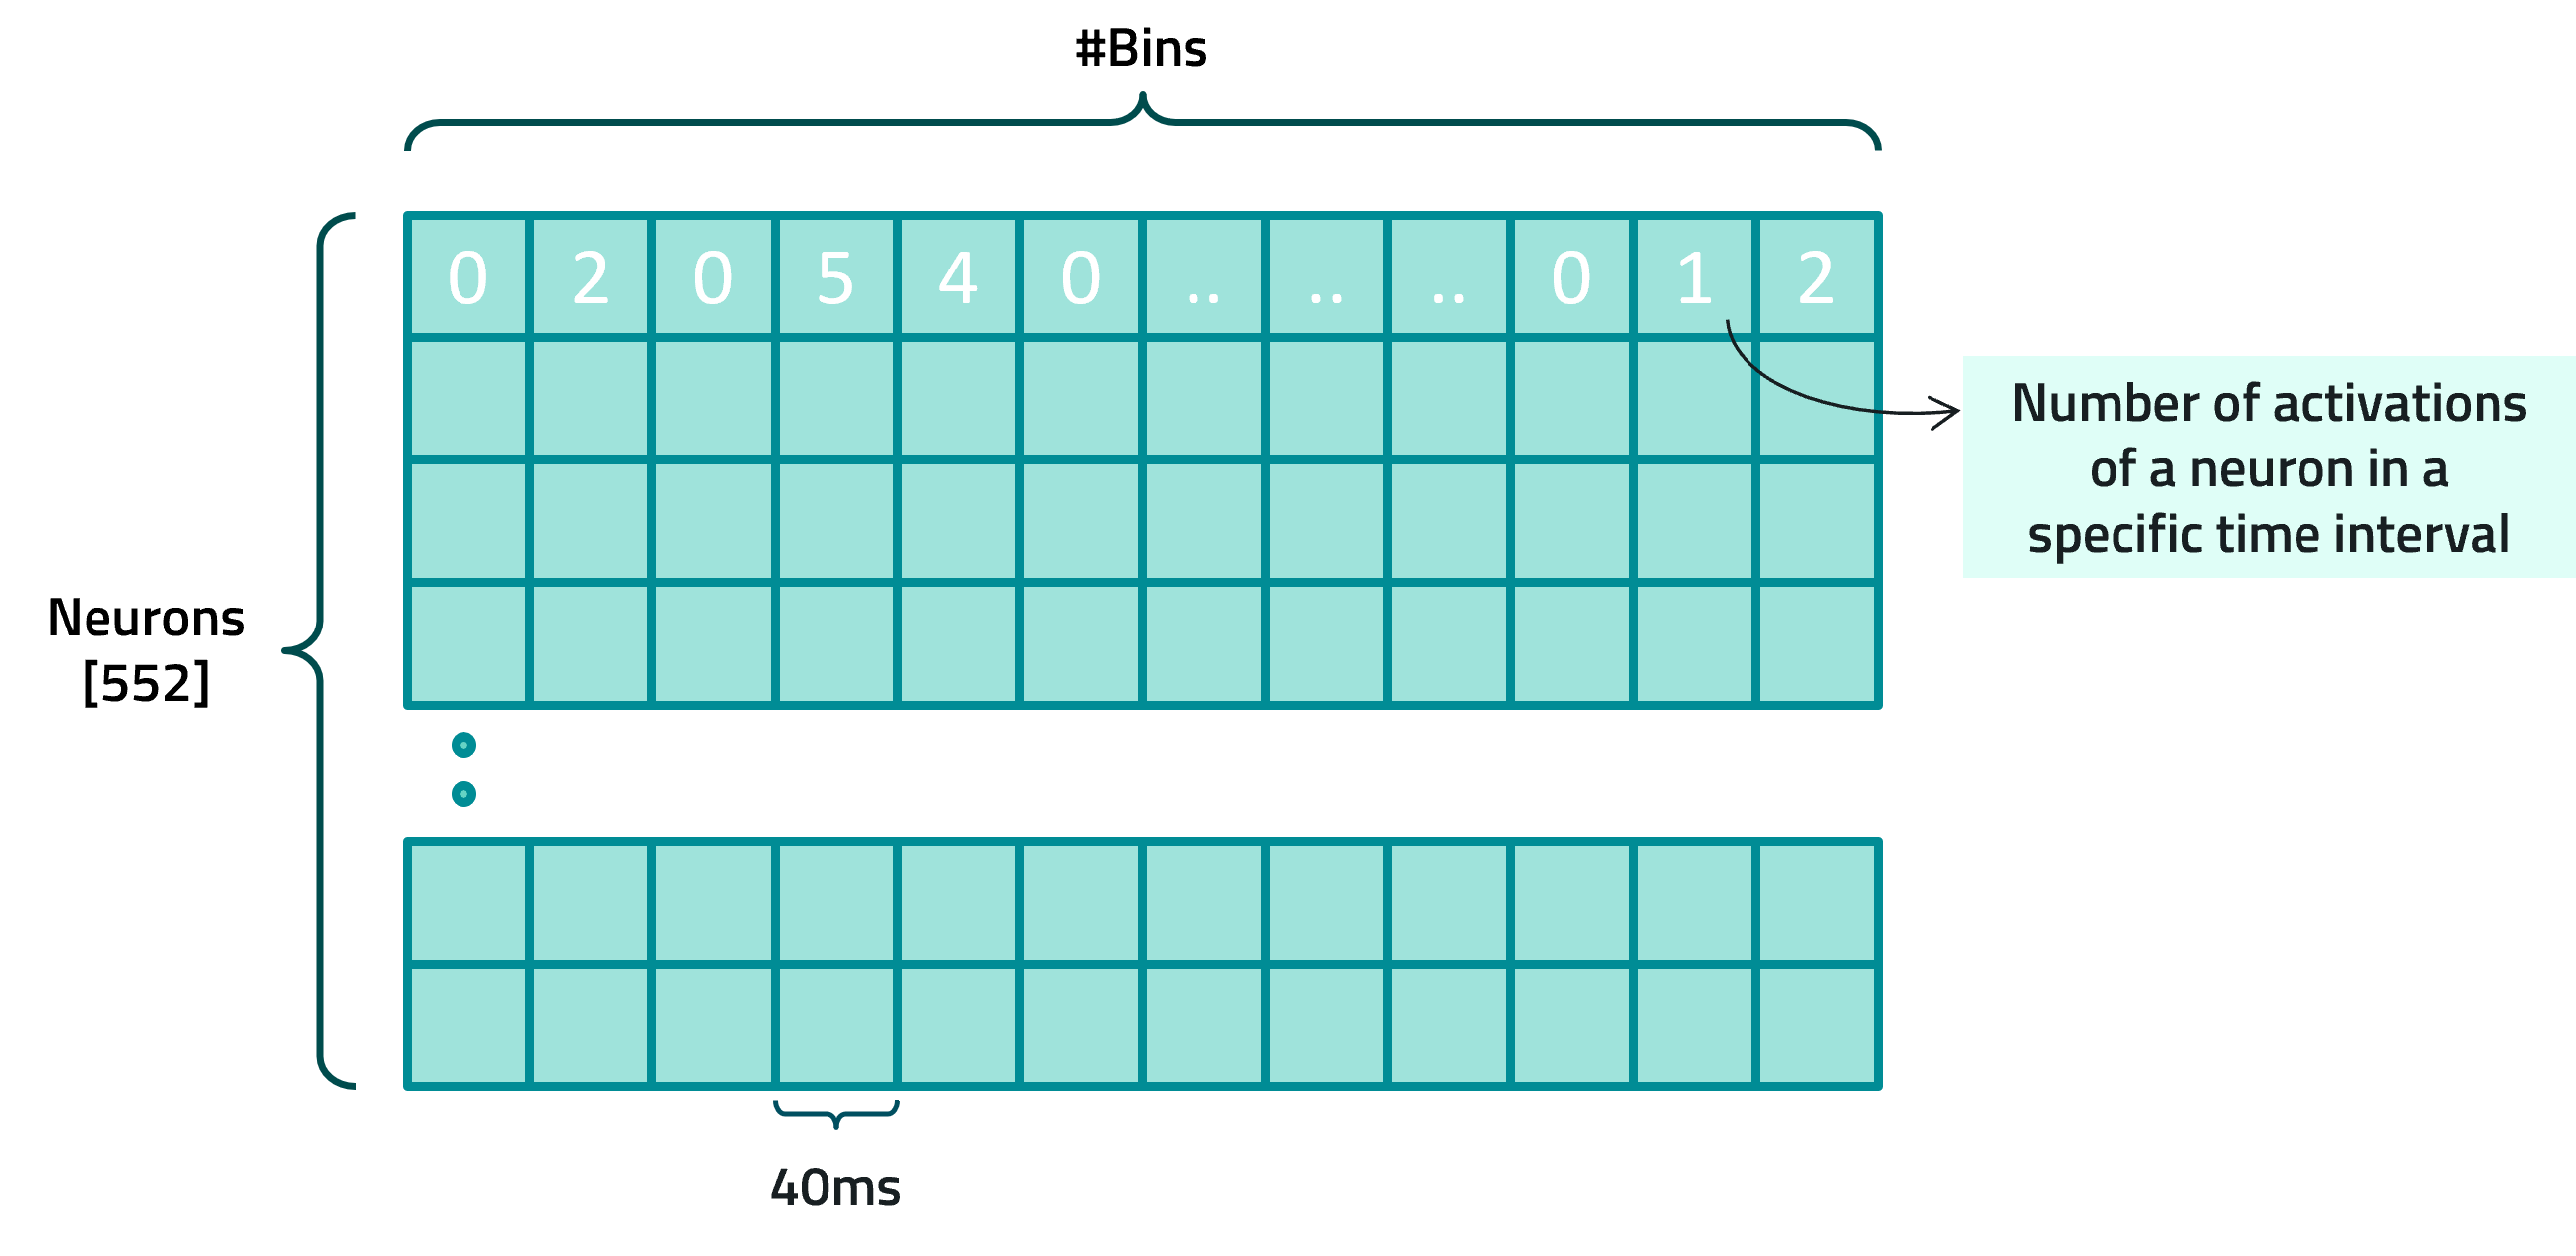 #Bins
0 2 0 5 4 0 .. .. .. 0 1 2
Number of activations
of a neuron in a
specific time interval
Neurons
[552]
40ms